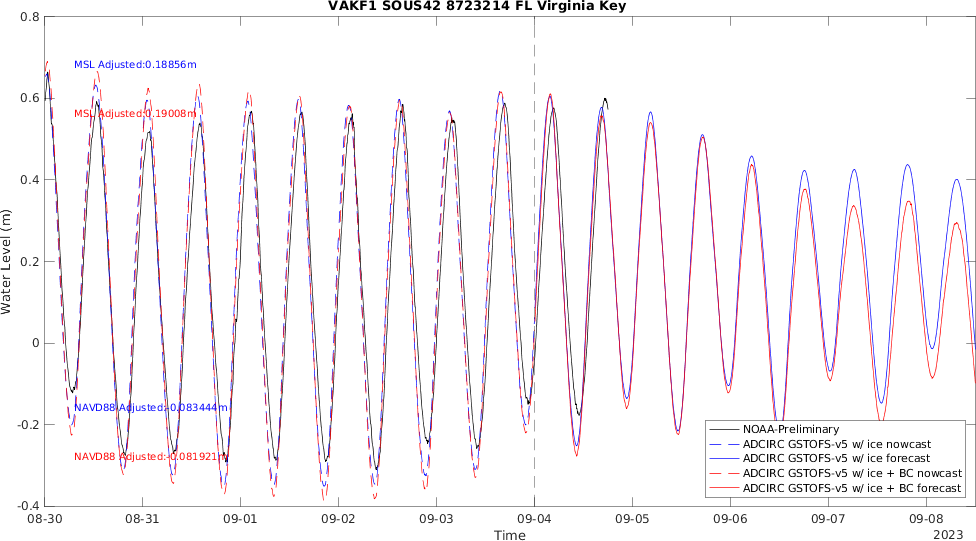 VAKF1 SOUS42 8723214 FL Virginia Key
Water Level (m)
0.8
0.6
0.4
0.2
0
-0.2
-0.4
MSL Adjusted:0.18856m
MSL Adjusted:0.19008m
NAVD88 Adjusted:-0.083444m
NAVD88 Adjusted:-0.081921m
NOAA-Preliminary
ADCIRC GSTOFS-v5 w/ ice nowcast
ADCIRC GSTOFS-v5 w/ ice forecast
ADCIRC GSTOFS-v5 w/ ice + BC nowcast
ADCIRC GSTOFS-v5 w/ ice + BC forecast
08-30 08-31 09-01 09-02 09-03 09-04 09-05 09-06 09-07 09-08
Time
2023